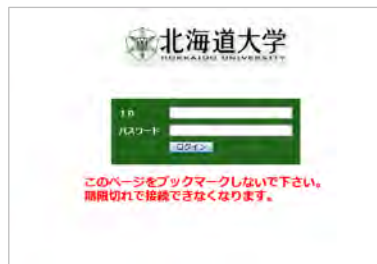 北海道大学
HOKKAIDO UNIVERSITY
ID
パスワード
ログイン
このページをブックマークしないで下さい。
期限切れで接続できなくなります。